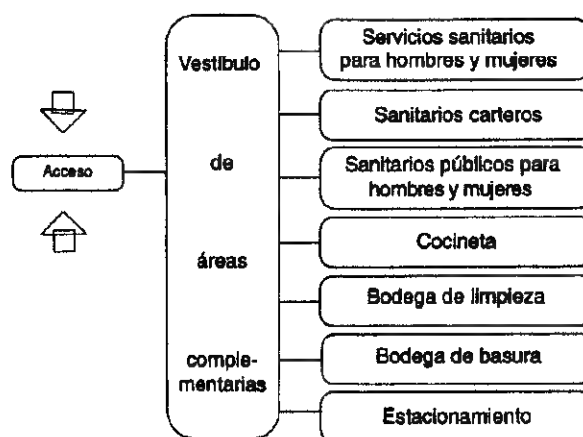 Acceso
Vestíbulo
de
áreas
comple-
mentarias
Servicios sanitarios
para hombres y mujeres
Sanitarios carteros
Sanitarios públicos para
hombres y mujeres
Cocineta
Bodega de limpieza
Bodega de basura
Estacionamiento